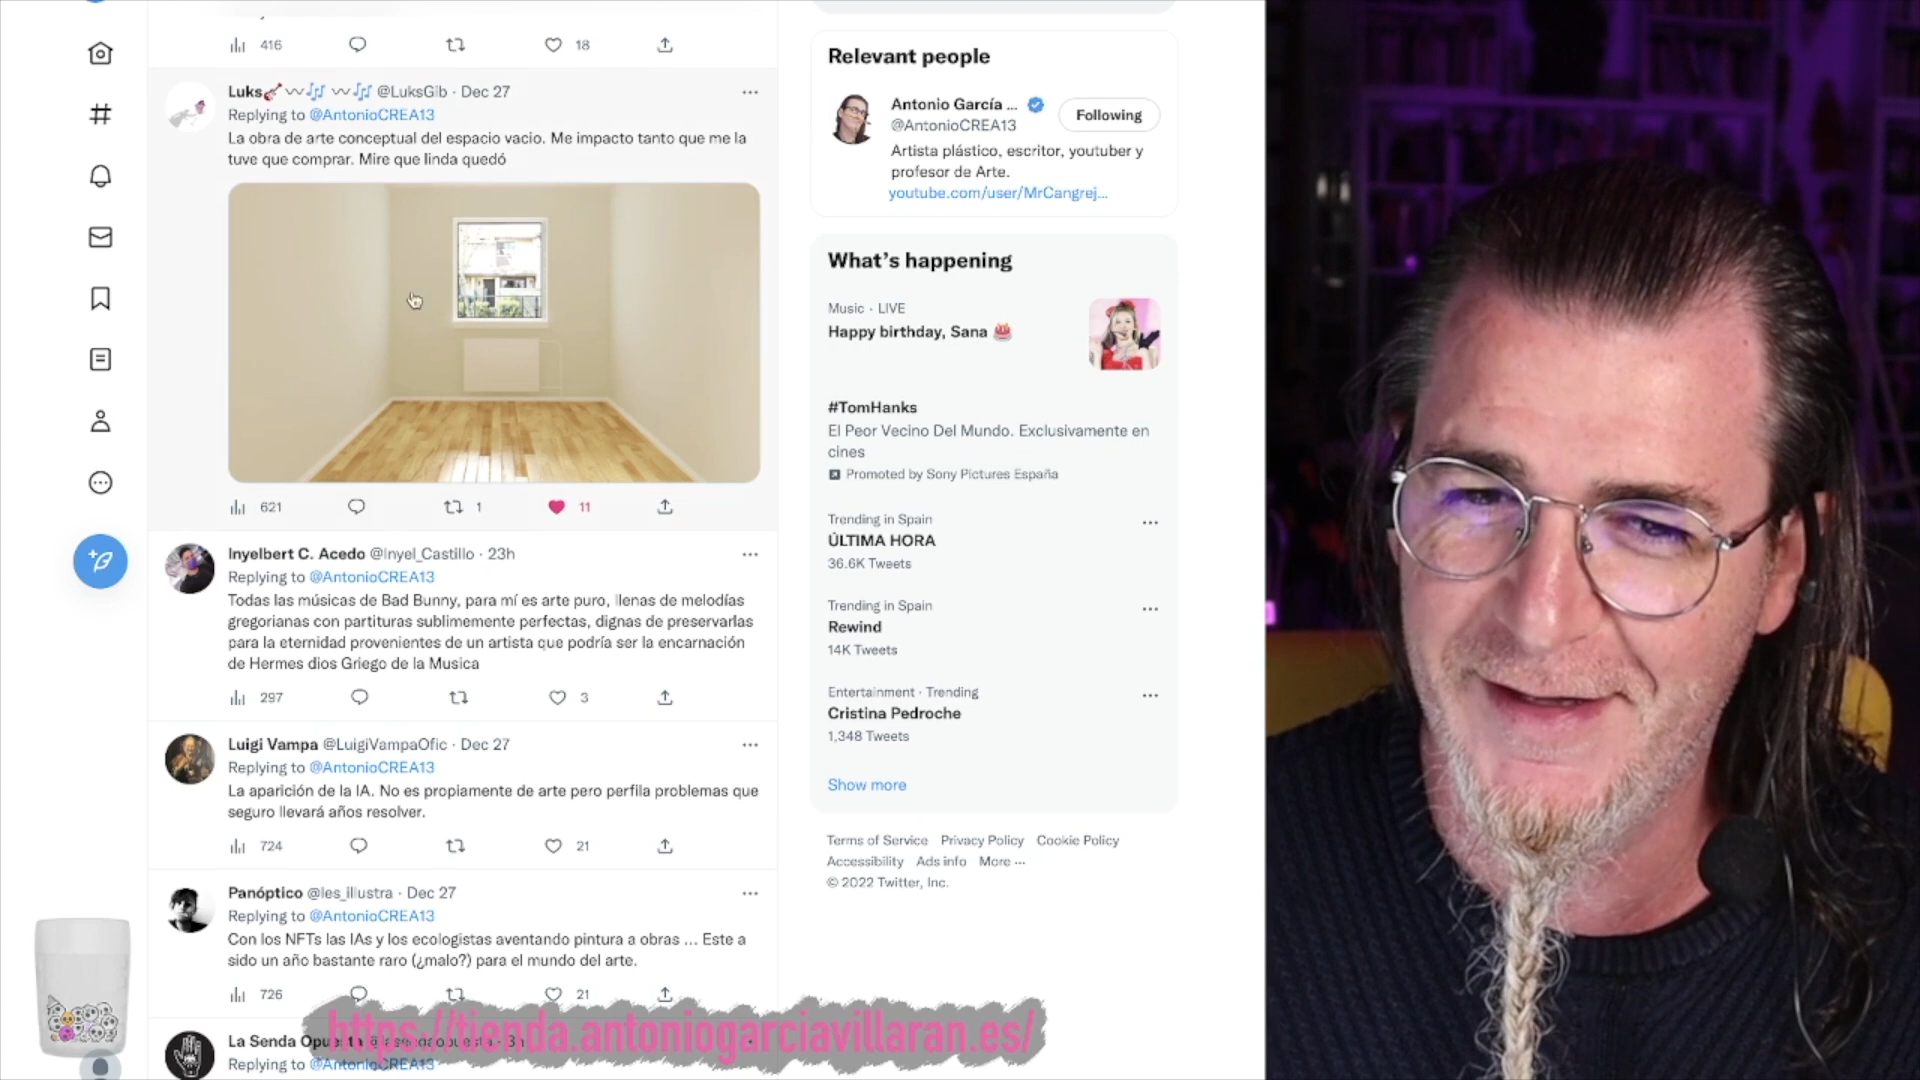 416
18
Luks @LuksGib · Dec 27
Replying to @AntonioCREA13
La obra de arte conceptual del espacio vacio. Me impacto tanto que me la
tuve que comprar. Mire que linda quedó
621
1
11
Inyelbert C. Acedo @Inyel_Castillo · 23h
Replying to @AntonioCREA13
Todas las músicas de Bad Bunny, para mí es arte puro, llenas de melodías
gregorianas con partituras sublimemente perfectas, dignas de preservarlas
para la eternidad provenientes de un artista que podría ser la encarnación
de Hermes dios Griego de la Musica
297
3
Luigi Vampa @LuigiVampaOfic · Dec 27
Replying to @AntonioCREA13
La aparición de la IA. No es propiamente de arte pero perfila problemas que
seguro llevará años resolver.
724
21
Panóptico @les_illustra · Dec 27
Replying to @AntonioCREA13
Con los NFTs las IAs y los ecologistas aventando pintura a obras ... Este a
sido un año bastante raro (¿malo?) para el mundo del arte.
726
21
La Senda
Replying to @AntonioCREA13
https://tienda.antoniogarciavillaran.es/
Relevant people
Antonio García ...
@AntonioCREA13
Following
Artista plástico, escritor, youtuber y
profesor de Arte.
youtube.com/user/MrCangrej...
What's happening
Music · LIVE
Happy birthday, Sana
#TomHanks
El Peor Vecino Del Mundo. Exclusivamente en
cines
Promoted by Sony Pictures España
Trending in Spain
ÚLTIMA HORA
36.6K Tweets
Trending in Spain
Rewind
14K Tweets
Entertainment · Trending
Cristina Pedroche
1,348 Tweets
Show more
Terms of Service Privacy Policy Cookie Policy
Accessibility Ads info More ...
© 2022 Twitter, Inc.